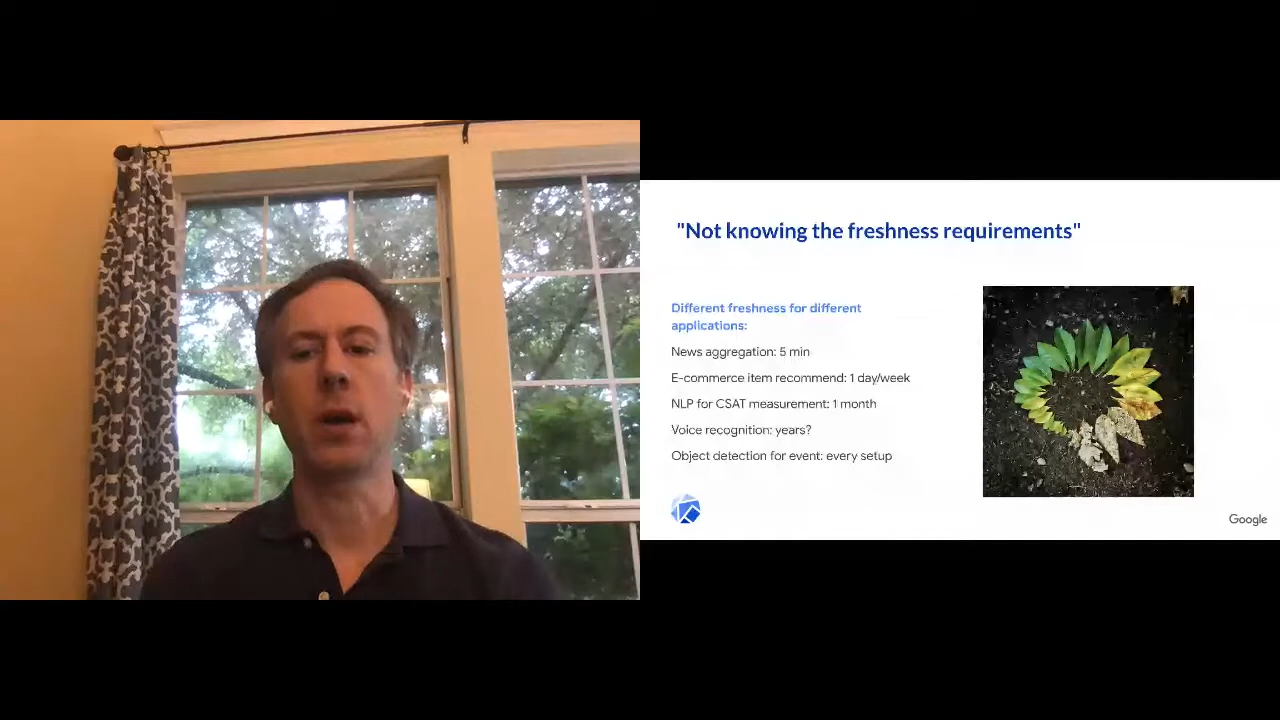 "Not knowing the freshness requirements"
Different freshness for different
applications:
News aggregation: 5 min
E-commerce item recommend: 1 day/week
NLP for CSAT measurement: 1 month
Voice recognition: years?
Object detection for event: every setup
Google